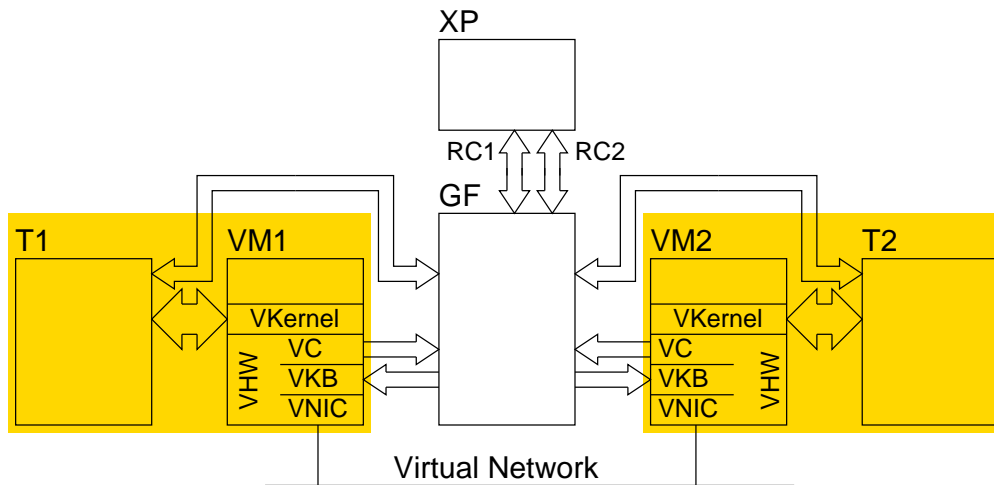 XP
RC1
RC2
GF
T1
VM1
VM2
T2
VKernel
VKernel
VHW
VC
VC
VHW
VKB
VKB
VNIC
VNIC
Virtual Network